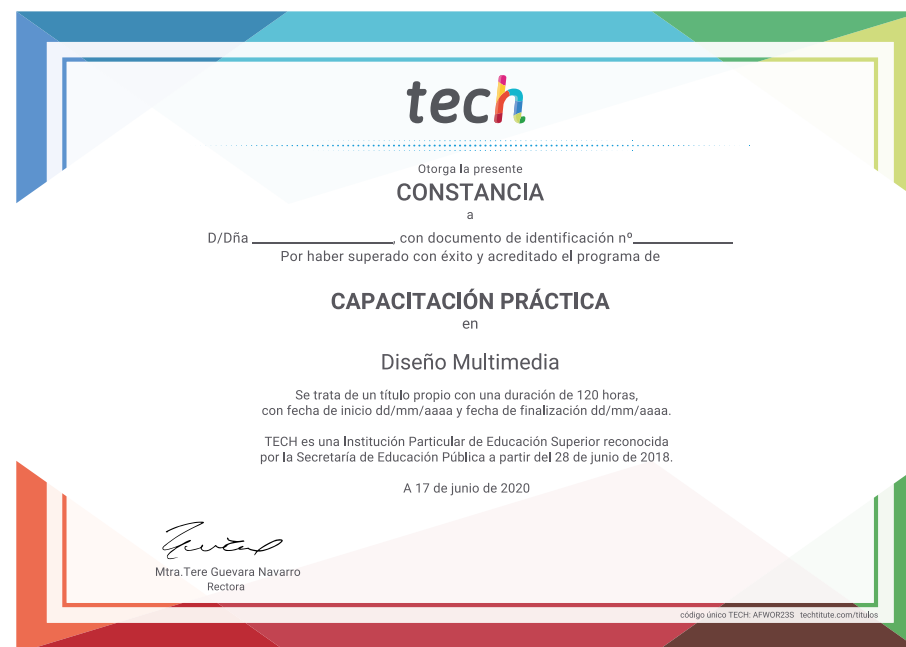 tech
Otorga la presente
CONSTANCIA
a
D/Dña ____________________, con documento de identificación nº______________
Por haber superado con éxito y acreditado el programa de
CAPACITACIÓN PRÁCTICA
en
Diseño Multimedia
Se trata de un título propio con una duración de 120 horas,
con fecha de inicio dd/mm/aaaa y fecha de finalización dd/mm/aaaa.
TECH es una Institución Particular de Educación Superior reconocida
por la Secretaría de Educación Pública a partir del 28 de junio de 2018.
A 17 de junio de 2020
Mtra.Tere Guevara Navarro
Rectora
código único TECH: AFWOR23S techtitute.com/títulos